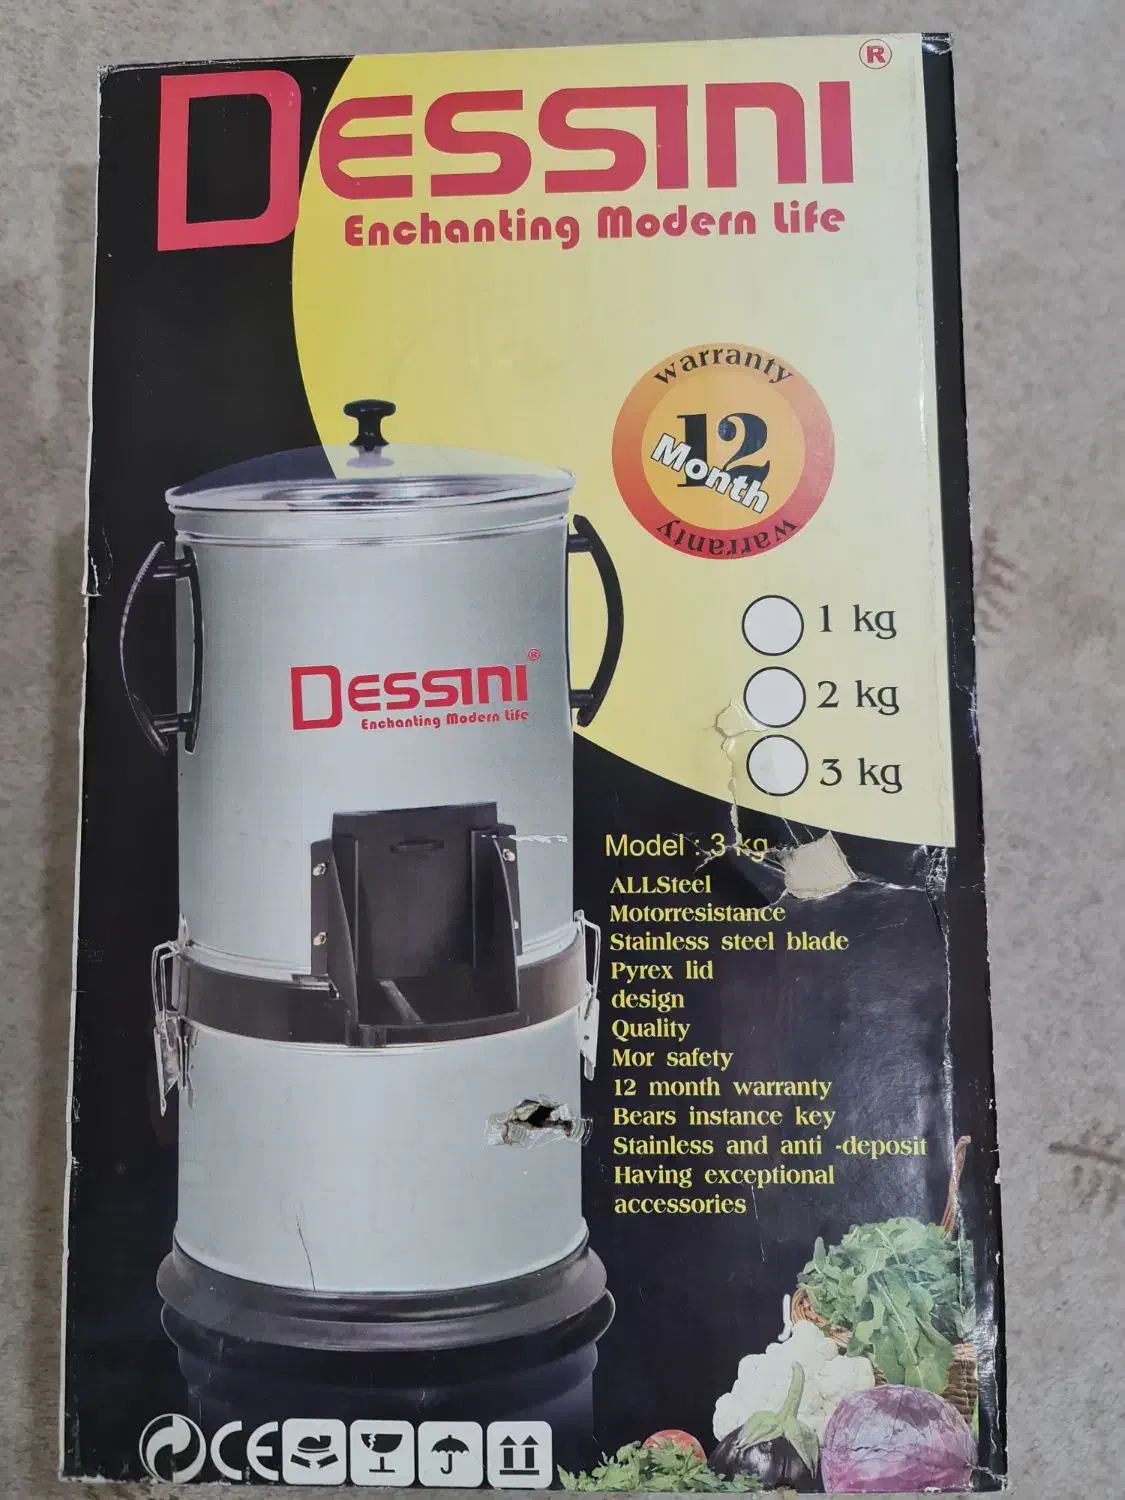 DESSINI ®
Enchanting Modern Life
warranty
12
Month
warranty
1 kg
2 kg
3 kg
DESSINI ®
Enchanting Modern Life
Model : 3 kg
ALLSteel
Motorresistance
Stainless steel blade
Pyrex lid
design
Quality
Mor safety
12 month warranty
Bears instance key
Stainless and anti -deposit
Having exceptional
accessories
CE